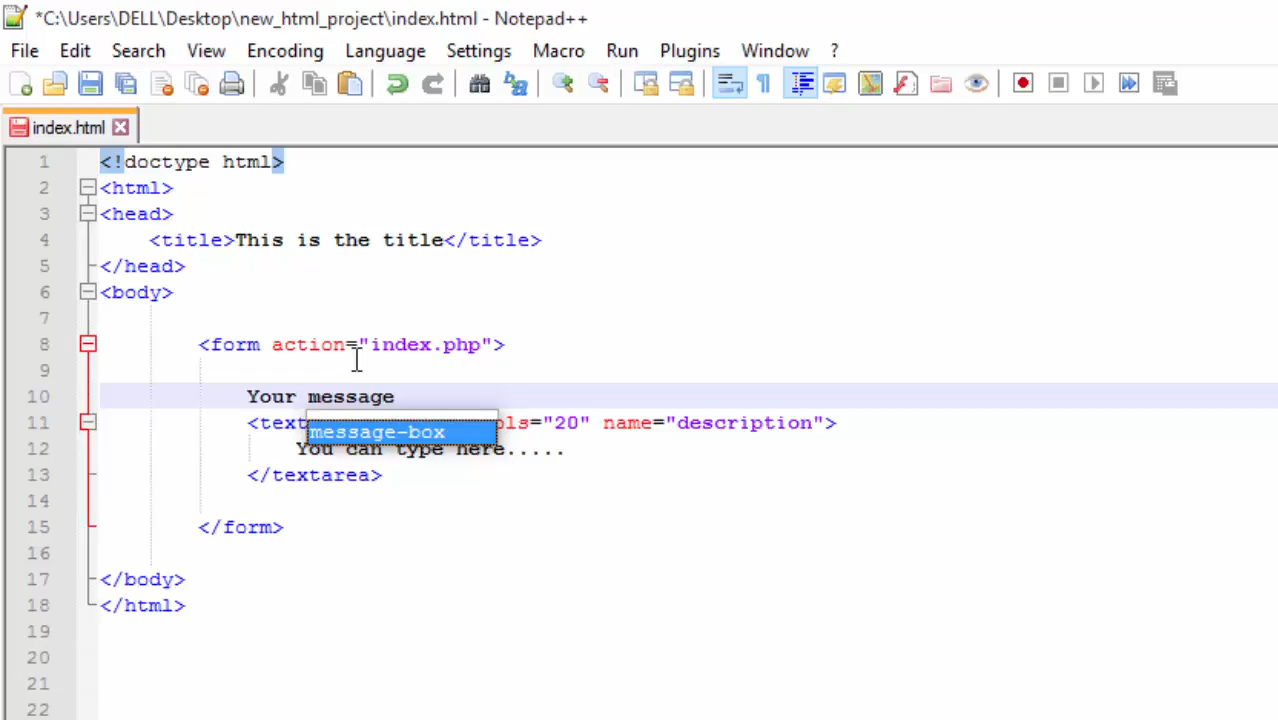 *C:\Users\DELL\Desktop\new_html_project\index.html - Notepad++
File Edit Search View Encoding Language Settings Macro Run Plugins Window ?
index.html
1 <!doctype html>
2 <html>
3 <head>
4 <title>This is the title</title>
5 </head>
6 <body>
7
8 <form action="index.php">
9
10 Your message
11 <text ols="20" name="description">
message-box
12 You can type here.....
13 </textarea>
14
15 </form>
16
17 </body>
18 </html>
19
20
21
22